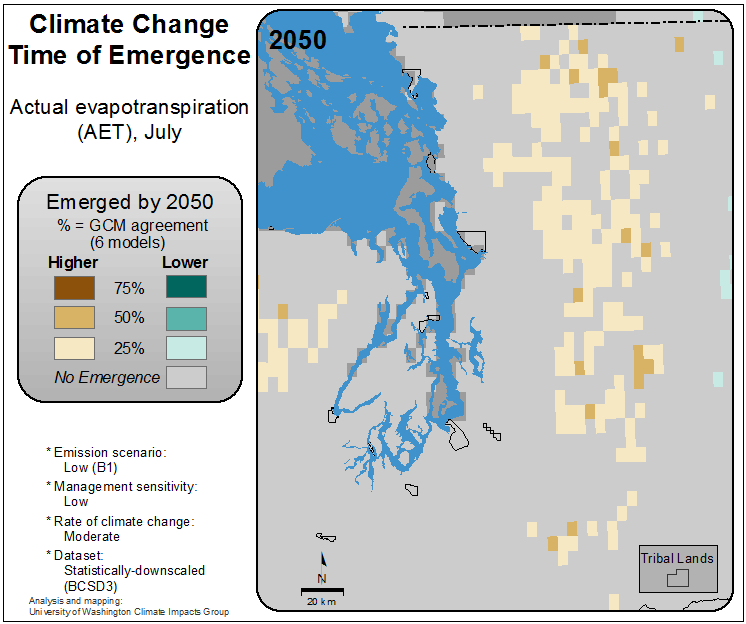 Climate Change
Time of Emergence
Actual evapotranspiration
(AET), July
Emerged by 2050
% = GCM agreement
(6 models)
Higher Lower
75%
50%
25%
No Emergence
* Emission scenario:
Low (B1)
* Management sensitivity:
Low
* Rate of climate change:
Moderate
* Dataset:
Statistically-downscaled
(BCSD3)
Analysis and mapping:
University of Washington Climate Impacts Group
2050
N
20 km
Tribal Lands